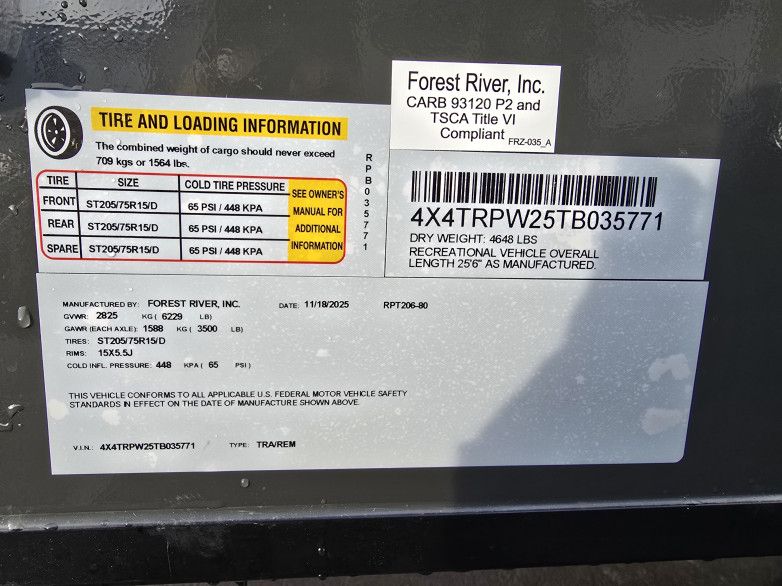 Forest River, Inc.
CARB 93120 P2 and
TSCA Title VI
Compliant
FRZ-035_A
TIRE AND LOADING INFORMATION
The combined weight of cargo should never exceed
709 kgs or 1564 lbs.
TIRE SIZE COLD TIRE PRESSURE
FRONT ST205/75R15/D 65 PSI / 448 KPA
REAR ST205/75R15/D 65 PSI / 448 KPA
SPARE ST205/75R15/D 65 PSI / 448 KPA
SEE OWNER'S
MANUAL FOR
ADDITIONAL
INFORMATION
RPB035771
4X4TRPW25TB035771
DRY WEIGHT: 4648 LBS
RECREATIONAL VEHICLE OVERALL
LENGTH 25'6" AS MANUFACTURED.
MANUFACTURED BY: FOREST RIVER, INC. DATE: 11/18/2025 RPT206-80
GVWR: 2825 KG ( 6229 LB)
GAWR (EACH AXLE): 1588 KG ( 3500 LB)
TIRES: ST205/75R15/D
RIMS: 15X5.5J
COLD INFL. PRESSURE: 448 KPA ( 65 PSI)
THIS VEHICLE CONFORMS TO ALL APPLICABLE U.S. FEDERAL MOTOR VEHICLE SAFETY
STANDARDS IN EFFECT ON THE DATE OF MANUFACTURE SHOWN ABOVE.
V.I.N.: 4X4TRPW25TB035771 TYPE: TRA/REM